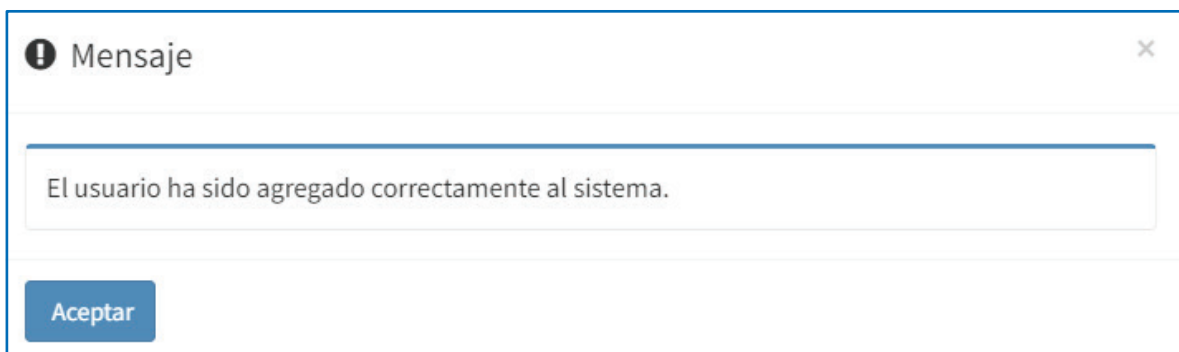 Mensaje
El usuario ha sido agregado correctamente al sistema.
Aceptar